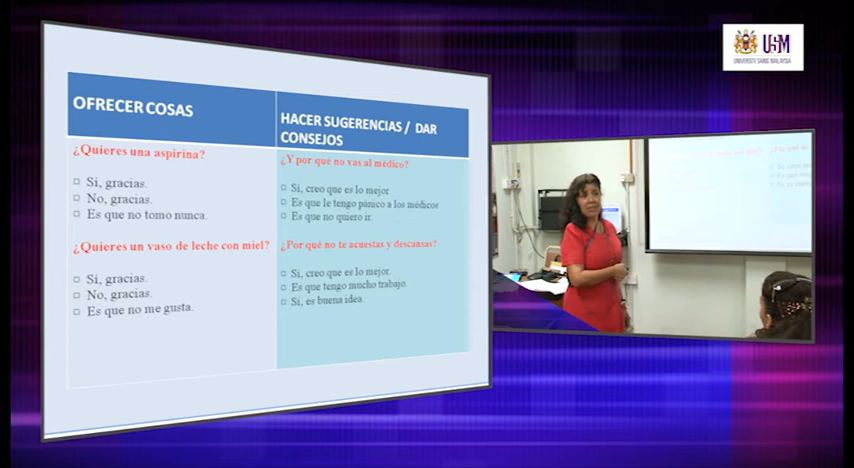 OFRECER COSAS
¿Quieres una aspirina?
Sí, gracias.
No, gracias.
Es que no tomo nunca.
¿Quieres un vaso de leche con miel?
Sí, gracias.
No, gracias.
Es que no me gusta.
HACER SUGERENCIAS / DAR
CONSEJOS
¿Y por qué no vas al médico?
Sí, creo que es lo mejor.
Es que le tengo pánico a los médicos
Es que no quiero ir.
¿Por qué no te acuestas y descansas?
Sí, creo que es lo mejor.
Es que tengo mucho trabajo.
Sí, es buena idea.
USM
UNIVERSITI SAINS MALAYSIA